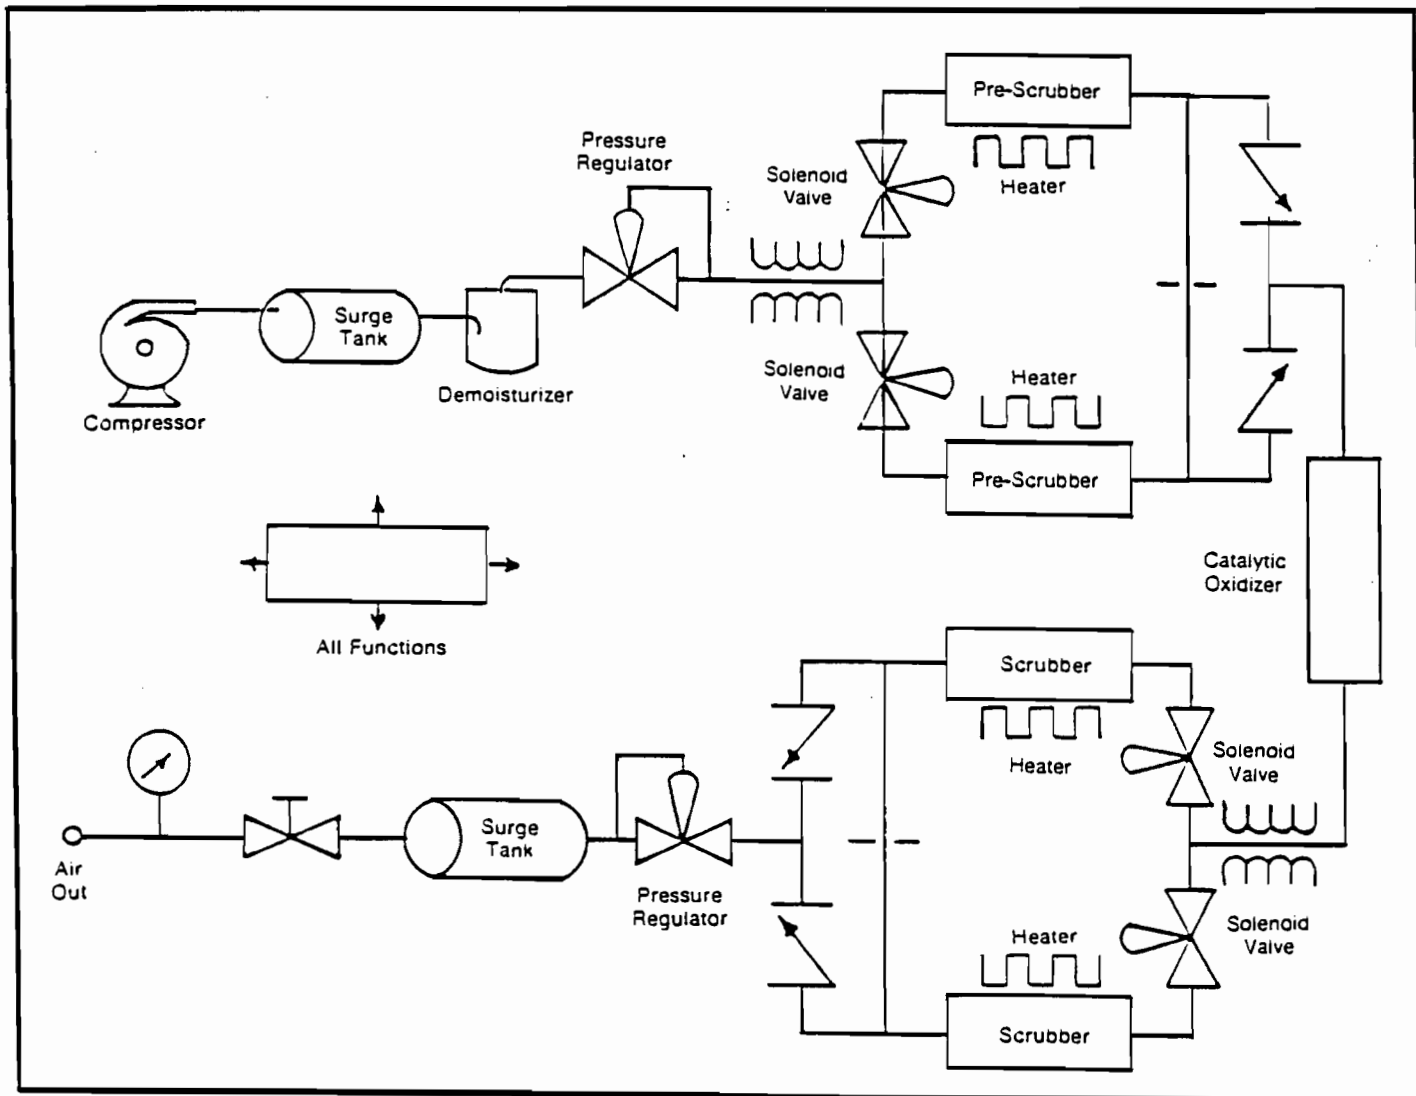 Pre-Scrubber
Pressure
Regulator
Solenoid
Valve
Heater
Surge
Tank
Demoisturizer
Compressor
Solenoid
Valve
Heater
Pre-Scrubber
All Functions
Catalytic
Oxidizer
Scrubber
Heater
Solenoid
Valve
Surge
Tank
Air
Out
Pressure
Regulator
Heater
Solenoid
Valve
Scrubber